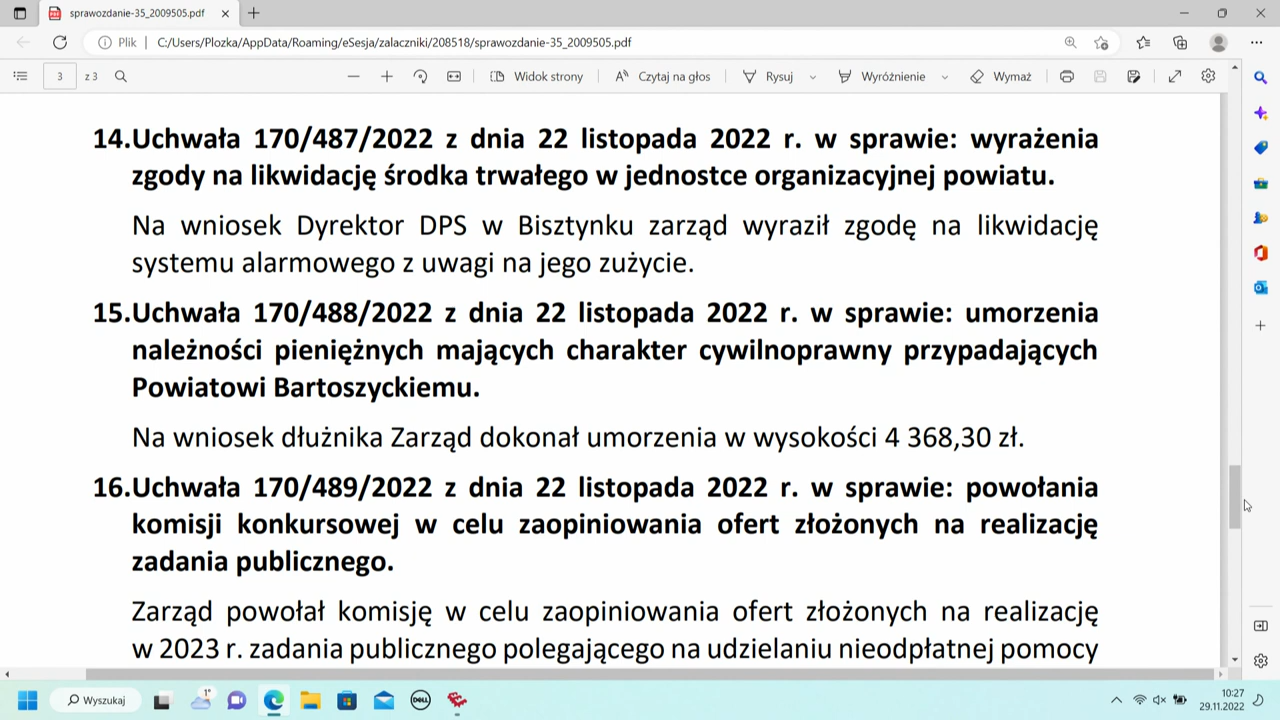 sprawozdanie-35_2009505.pdf
Plik | C:/Users/Plozka/AppData/Roaming/eSesja/zalaczniki/208518/sprawozdanie-35_2009505.pdf
3 z 3 Widok strony Czytaj na głos Rysuj Wyróżnienie Wymaż
14.Uchwała 170/487/2022 z dnia 22 listopada 2022 r. w sprawie: wyrażenia
zgody na likwidację środka trwałego w jednostce organizacyjnej powiatu.
Na wniosek Dyrektor DPS w Bisztynku zarząd wyraził zgodę na likwidację
systemu alarmowego z uwagi na jego zużycie.
15.Uchwała 170/488/2022 z dnia 22 listopada 2022 r. w sprawie: umorzenia
należności pieniężnych mających charakter cywilnoprawny przypadających
Powiatowi Bartoszyckiemu.
Na wniosek dłużnika Zarząd dokonał umorzenia w wysokości 4 368,30 zł.
16.Uchwała 170/489/2022 z dnia 22 listopada 2022 r. w sprawie: powołania
komisji konkursowej w celu zaopiniowania ofert złożonych na realizację
zadania publicznego.
Zarząd powołał komisję w celu zaopiniowania ofert złożonych na realizację
w 2023 r. zadania publicznego polegającego na udzielaniu nieodpłatnej pomocy
Wyszukaj
1°
DELL
10:27
29.11.2022